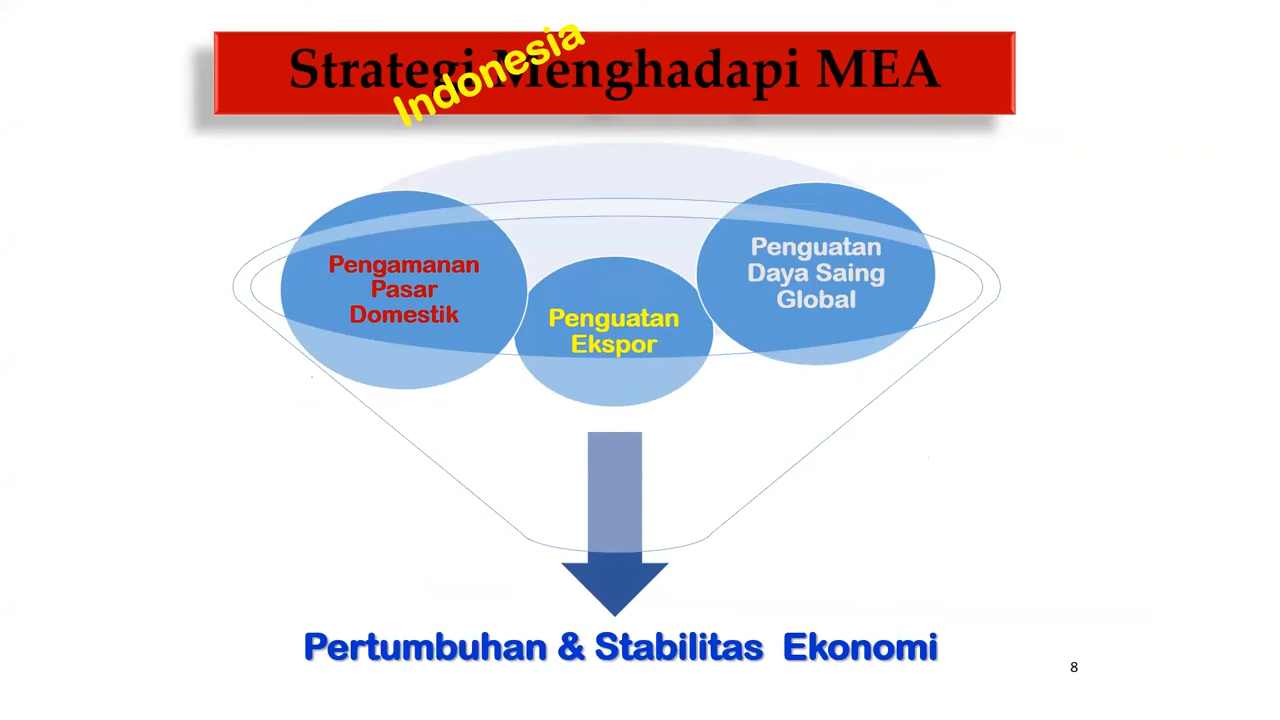 Strategi Menghadapi MEA
Indonesia
Pengamanan
Pasar
Domestik
Penguatan
Ekspor
Penguatan
Daya Saing
Global
Pertumbuhan & Stabilitas Ekonomi
8